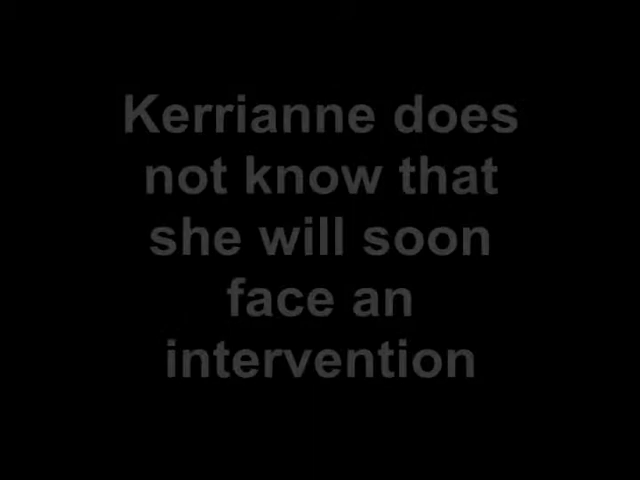 Kerrianne does
not know that
she will soon
face an
intervention